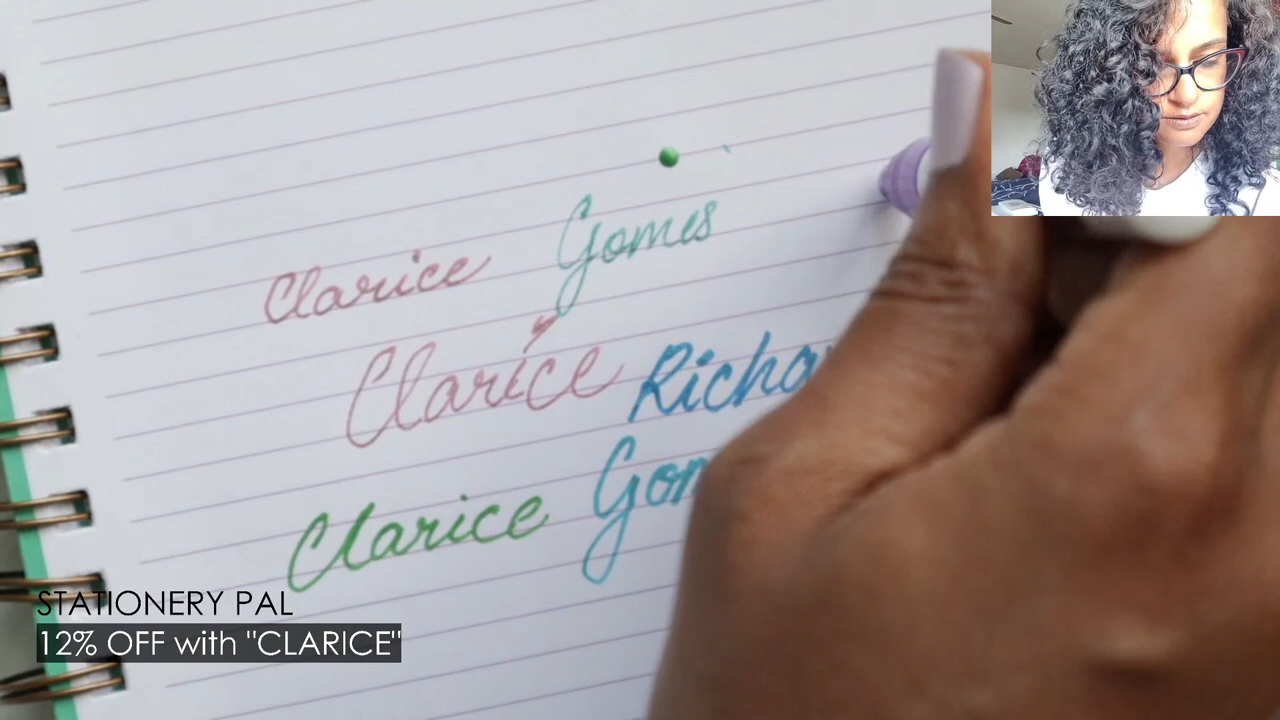 Clarice Gomes
Clarice Richa
Clarice Gom
STATIONERY PAL
12% OFF with "CLARICE"